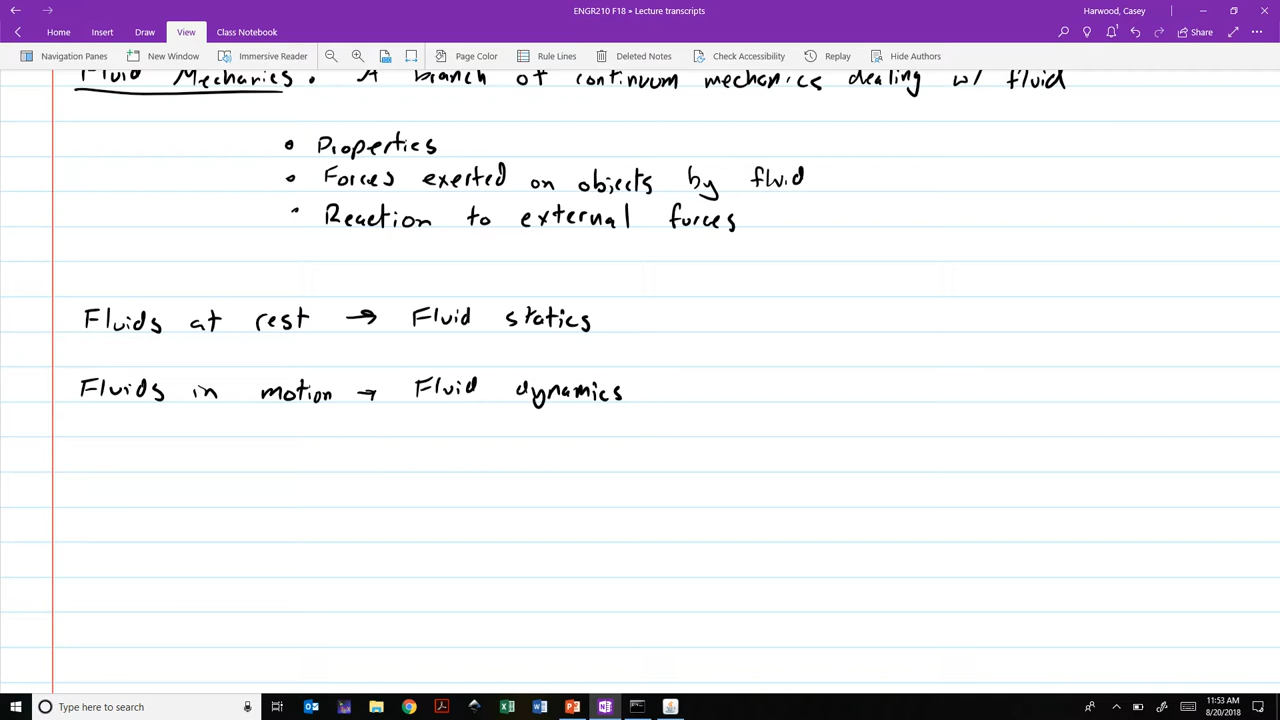 ENGR210 F18 • Lecture transcripts
Harwood, Casey
Home Insert Draw View Class Notebook
Share
Navigation Panes New Window Immersive Reader Page Color Rule Lines Deleted Notes Check Accessibility Replay Hide Authors
Fluid Mechanics. A branch of continuum mechanics dealing w/ fluid
• Properties
• Forces exerted on objects by fluid
• Reaction to external forces
Fluids at rest → Fluid statics
Fluids in motion → Fluid dynamics
Type here to search
11:53 AM
8/20/2018